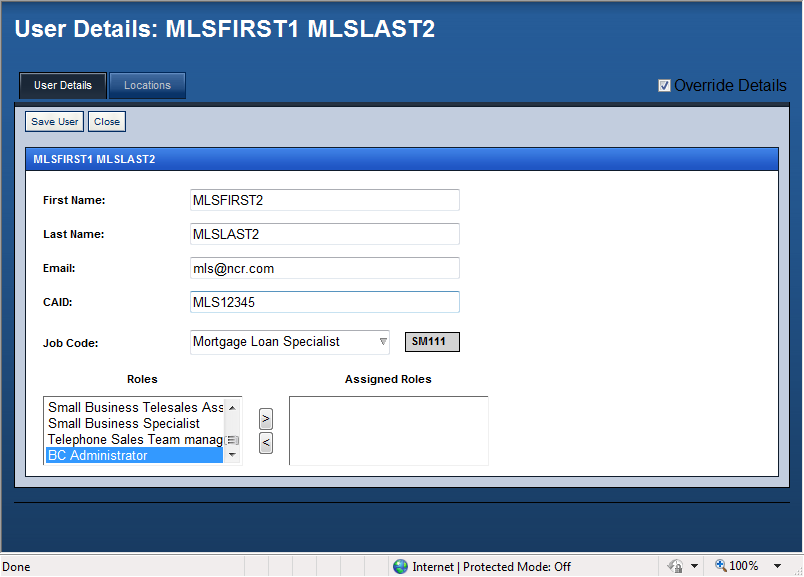 User Details: MLSFIRST1 MLSLAST2
User Details
Locations
Override Details
Save User
Close
MLSFIRST1 MLSLAST2
First Name:
MLSFIRST2
Last Name:
MLSLAST2
Email:
mls@ncr.com
CAID:
MLS12345
Job Code:
Mortgage Loan Specialist
SM111
Roles
Assigned Roles
Small Business Telesales Ass
Small Business Specialist
Telephone Sales Team manag
BC Administrator
>
<
Done
Internet | Protected Mode: Off
100%